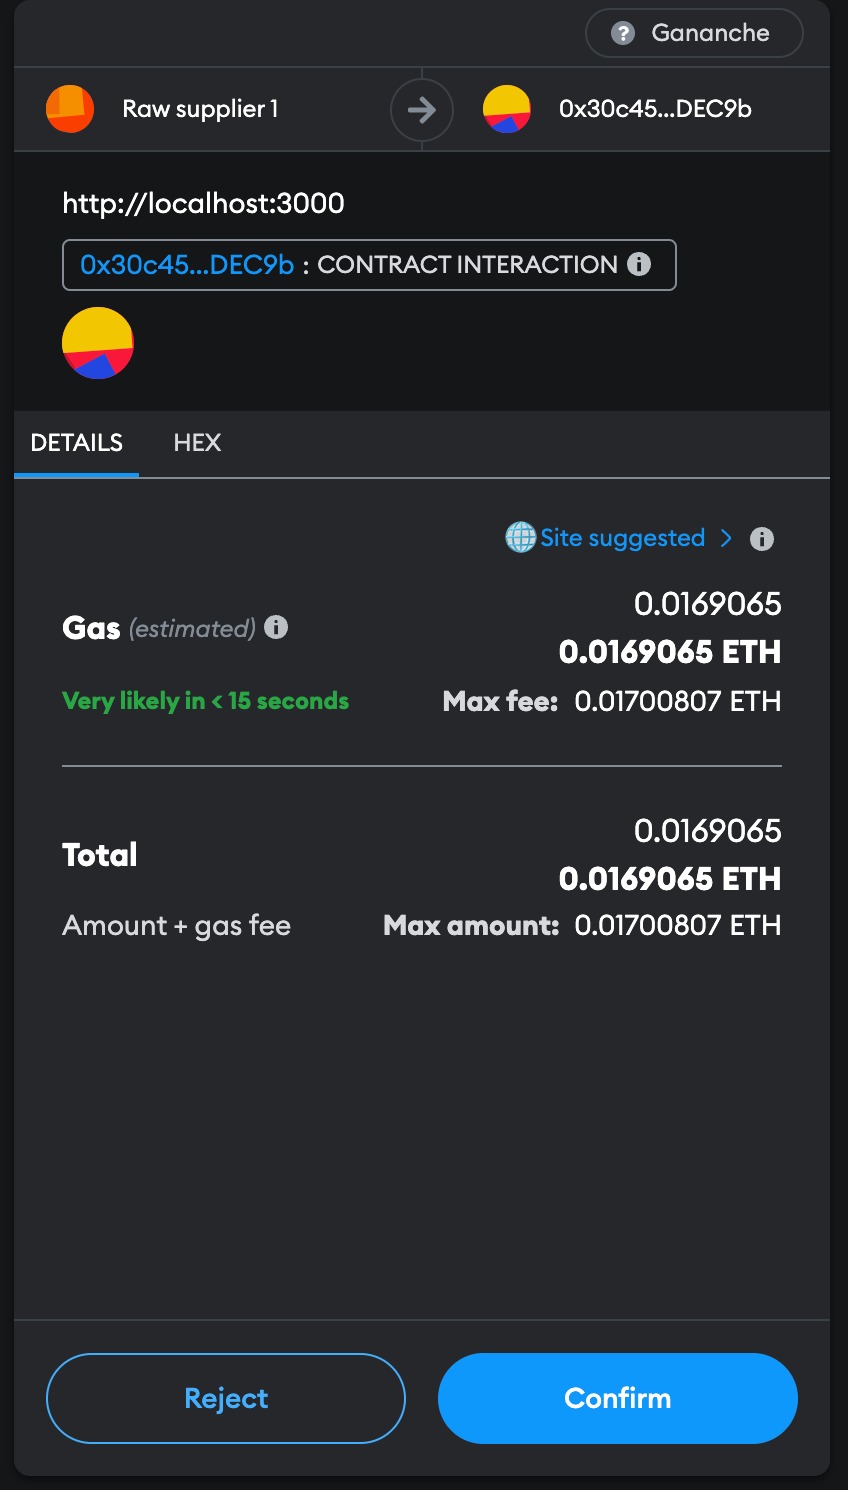 Gananche
Raw supplier 1
0x30c45...DEC9b
http://localhost:3000
0x30c45...DEC9b : CONTRACT INTERACTION
DETAILS
HEX
Site suggested
0.0169065
Gas (estimated)
0.0169065 ETH
Very likely in < 15 seconds
Max fee: 0.01700807 ETH
0.0169065
Total
0.0169065 ETH
Amount + gas fee
Max amount: 0.01700807 ETH
Reject
Confirm